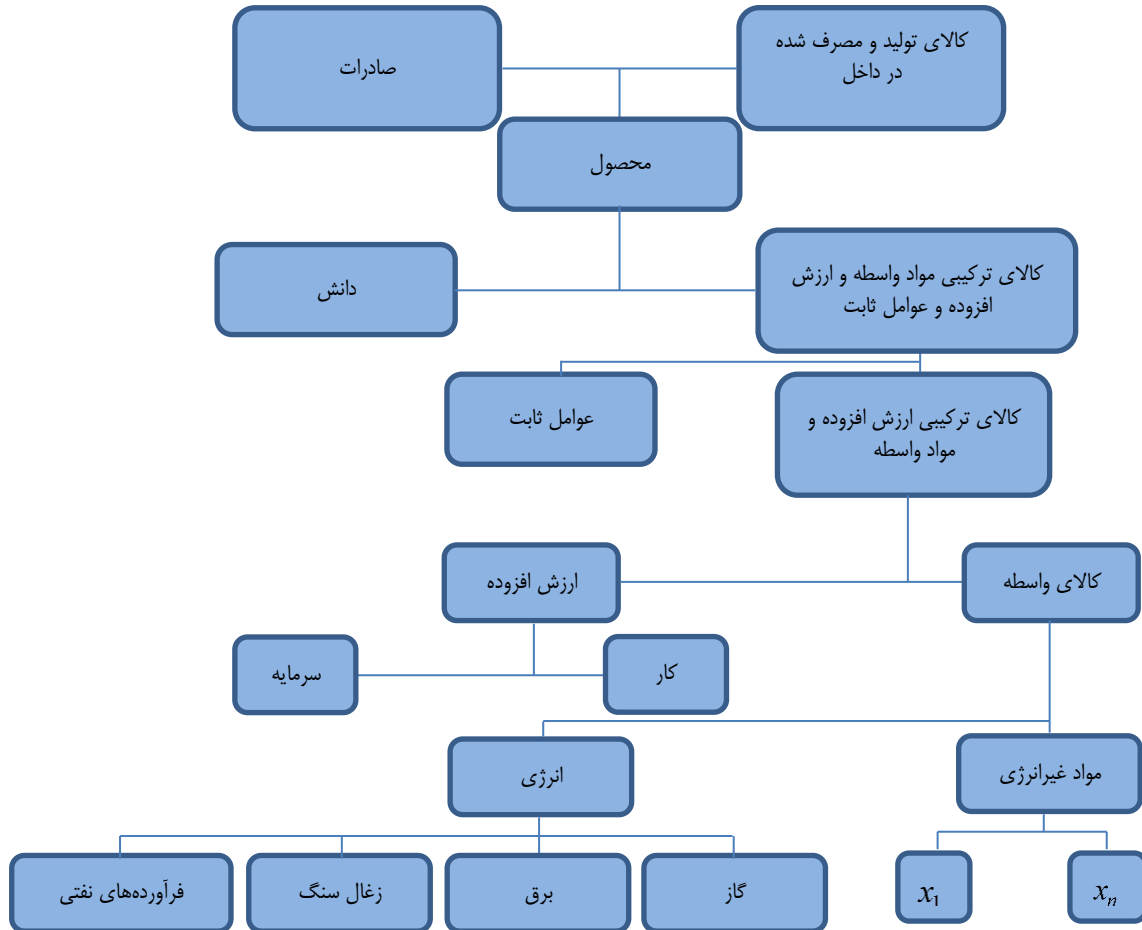 کالای تولید و مصرف شده
در داخل
صادرات
محصول
کالای ترکیبی مواد واسطه و ارزش
افزوده و عوامل ثابت
دانش
کالای ترکیبی ارزش افزوده و
مواد واسطه
عوامل ثابت
کالای واسطه
ارزش افزوده
کار
سرمایه
مواد غیرانرژی
انرژی
xₙ
x₁
گاز
برق
زغال سنگ
فرآورده‌های نفتی